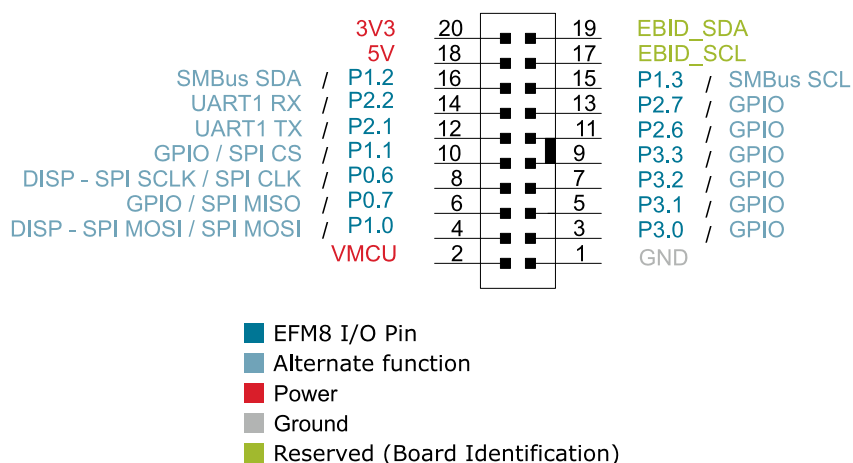 3V3 20 19 EBID_SDA
5V 18 17 EBID_SCL
SMBus SDA / P1.2 16 15 P1.3 / SMBus SCL
UART1 RX / P2.2 14 13 P2.7 / GPIO
UART1 TX / P2.1 12 11 P2.6 / GPIO
GPIO / SPI CS / P1.1 10 9 P3.3 / GPIO
DISP - SPI SCLK / SPI CLK / P0.6 8 7 P3.2 / GPIO
GPIO / SPI MISO / P0.7 6 5 P3.1 / GPIO
DISP - SPI MOSI / SPI MOSI / P1.0 4 3 P3.0 / GPIO
VMCU 2 1 GND
EFM8 I/O Pin
Alternate function
Power
Ground
Reserved (Board Identification)